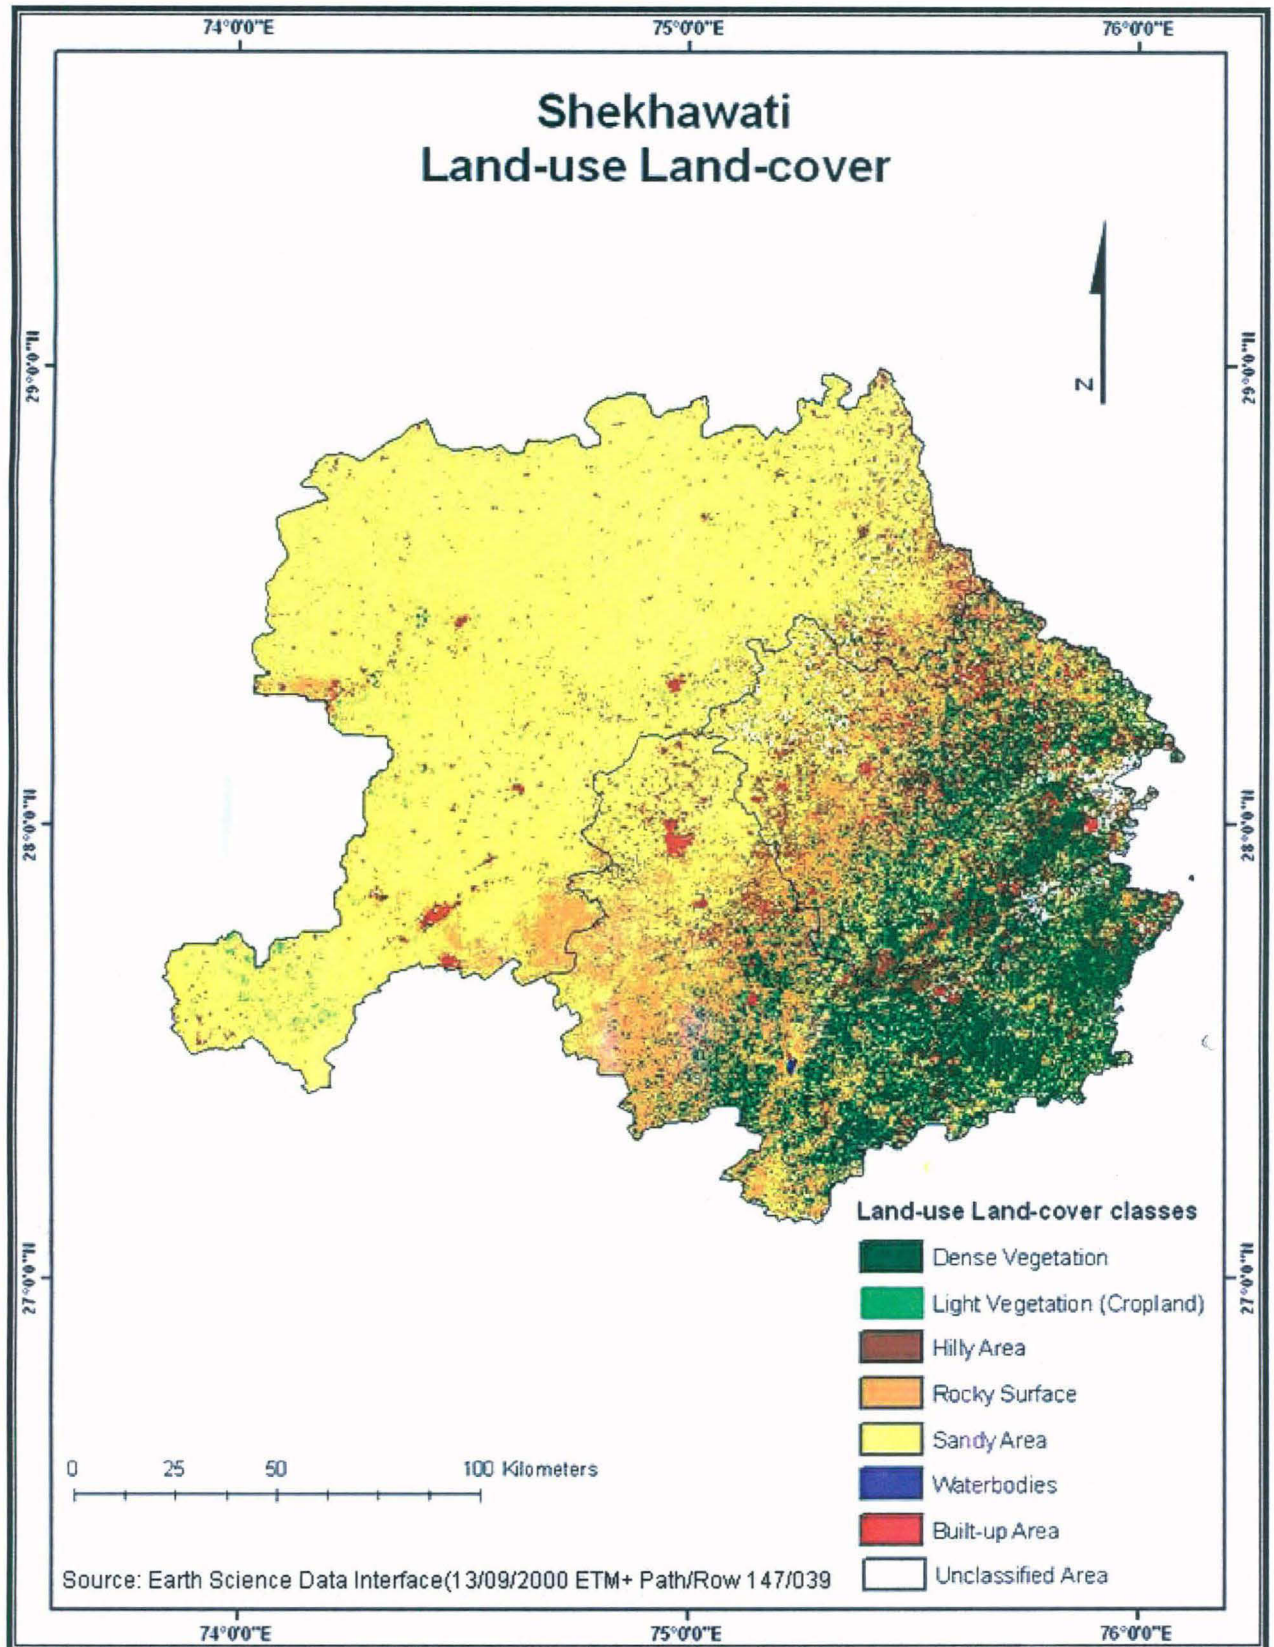 74°0'0"E 75°0'0"E 76°0'0"E
Shekhawati
Land-use Land-cover
N
29°0'0"N 29°0'0"N
28°0'0"N 28°0'0"N
27°0'0"N 27°0'0"N
Land-use Land-cover classes
Dense Vegetation
Light Vegetation (Cropland)
Hilly Area
Rocky Surface
Sandy Area
Waterbodies
Built-up Area
Unclassified Area
0 25 50 100 Kilometers
Source: Earth Science Data Interface(13/09/2000 ETM+ Path/Row 147/039
74°0'0"E 75°0'0"E 76°0'0"E